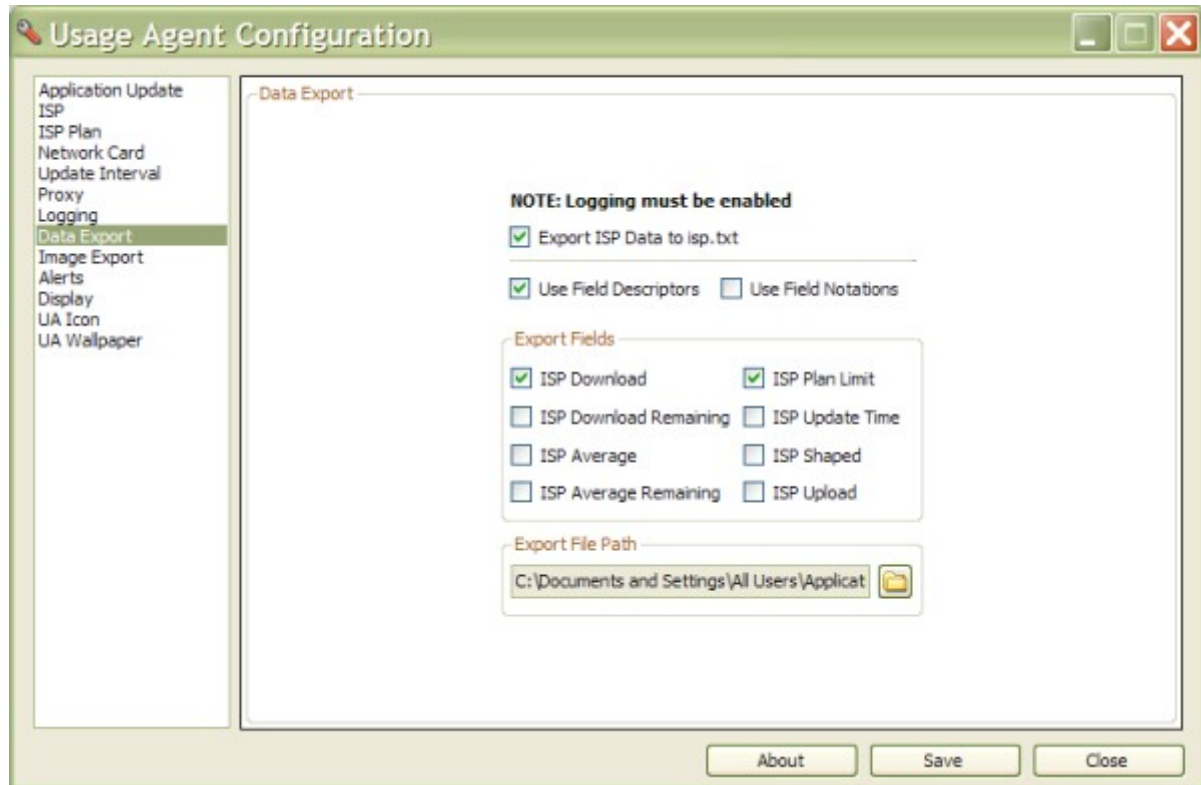 Usage Agent Configuration
Application Update
ISP
ISP Plan
Network Card
Update Interval
Proxy
Logging
Data Export
Image Export
Alerts
Display
UA Icon
UA Wallpaper
Data Export
NOTE: Logging must be enabled
Export ISP Data to isp.txt
Use Field Descriptors Use Field Notations
Export Fields
ISP Download ISP Plan Limit
ISP Download Remaining ISP Update Time
ISP Average ISP Shaped
ISP Average Remaining ISP Upload
Export File Path
C:\Documents and Settings\All Users\Applicat
About Save Close